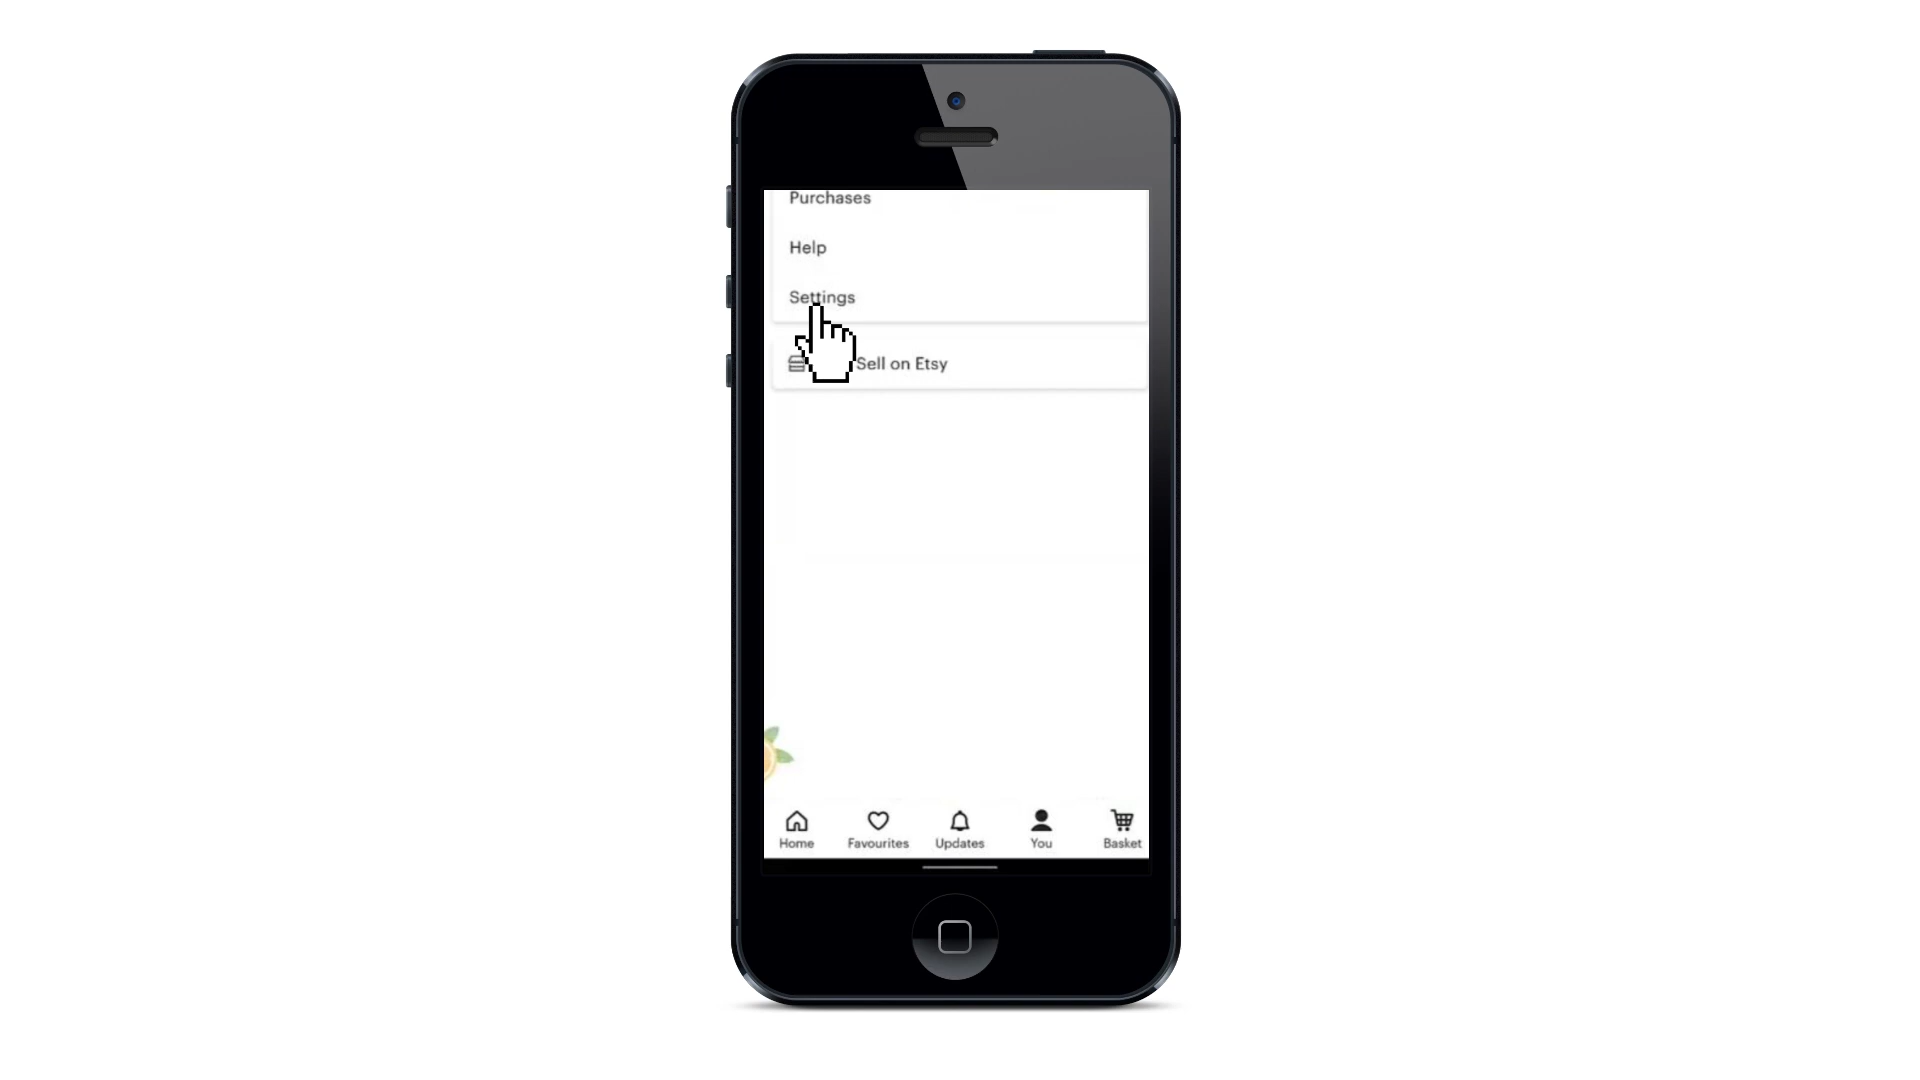 Purchases
Help
Settings
Sell on Etsy
Home Favourites Updates You Basket